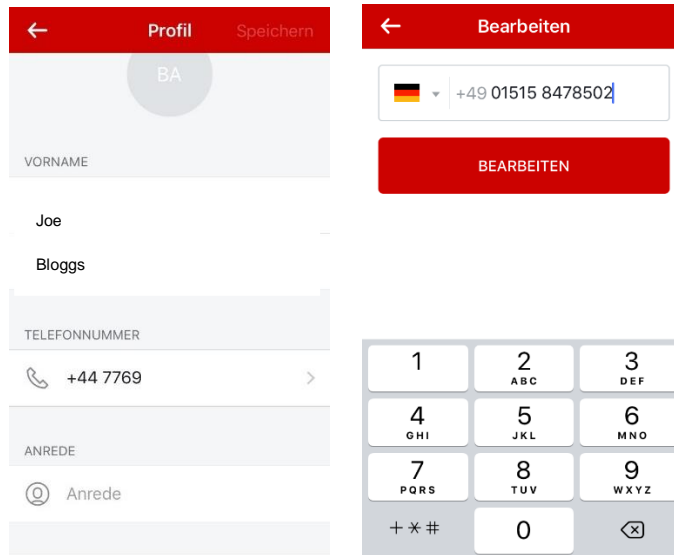 Profil Speichern
BA
VORNAME
Joe
Bloggs
TELEFONNUMMER
+44 7769
ANREDE
Anrede
Bearbeiten
+49 01515 8478502
BEARBEITEN
1 2 3
ABC DEF
4 5 6
GHI JKL MNO
7 8 9
PQRS TUV WXYZ
+*# 0